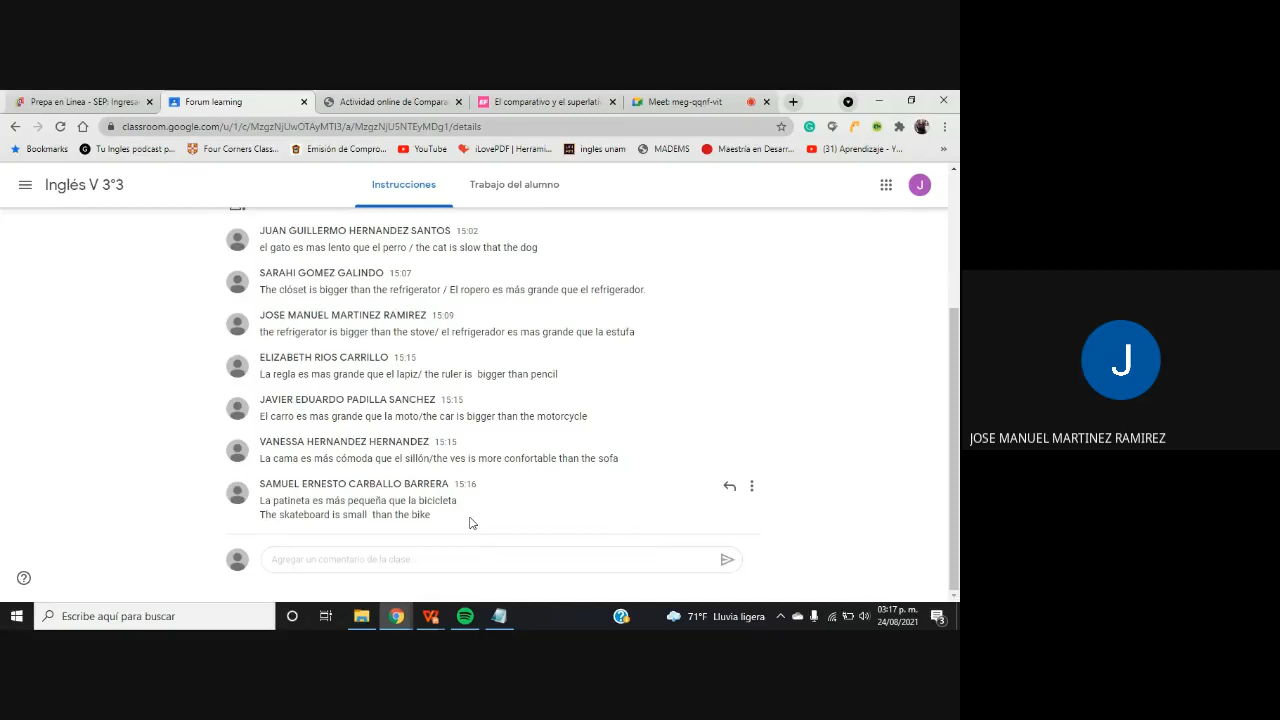 Prepa en Línea - SEP: Ingresa
Forum learning
Actividad online de Compara
El comparativo y el superlativ
Meet: meg-qqnf-vit
classroom.google.com/u/1/c/MzgzNjUwOTAyMTI3/a/MzgzNjU5NTEyMDg1/details
Bookmarks
Tu Ingles podcast p...
Four Corners Class...
Emisión de Compro...
YouTube
iLovePDF | Herrami...
ingles unam
MADEMS
Maestría en Desarr...
(31) Aprendizaje - Y...
Inglés V 3°3
Instrucciones
Trabajo del alumno
J
JUAN GUILLERMO HERNANDEZ SANTOS 15:02
el gato es mas lento que el perro / the cat is slow that the dog
SARAHI GOMEZ GALINDO 15:07
The clóset is bigger than the refrigerator / El ropero es más grande que el refrigerador.
JOSE MANUEL MARTINEZ RAMIREZ 15:09
the refrigerator is bigger than the stove/ el refrigerador es mas grande que la estufa
ELIZABETH RIOS CARRILLO 15:15
La regla es mas grande que el lapiz/ the ruler is bigger than pencil
JAVIER EDUARDO PADILLA SANCHEZ 15:15
El carro es mas grande que la moto/the car is bigger than the motorcycle
VANESSA HERNANDEZ HERNANDEZ 15:15
La cama es más cómoda que el sillón/the ves is more confortable than the sofa
SAMUEL ERNESTO CARBALLO BARRERA 15:16
La patineta es más pequeña que la bicicleta
The skateboard is small than the bike
Agregar un comentario de la clase...
Escribe aquí para buscar
71°F Lluvia ligera
03:17 p. m.
24/08/2021
3
J
JOSE MANUEL MARTINEZ RAMIREZ